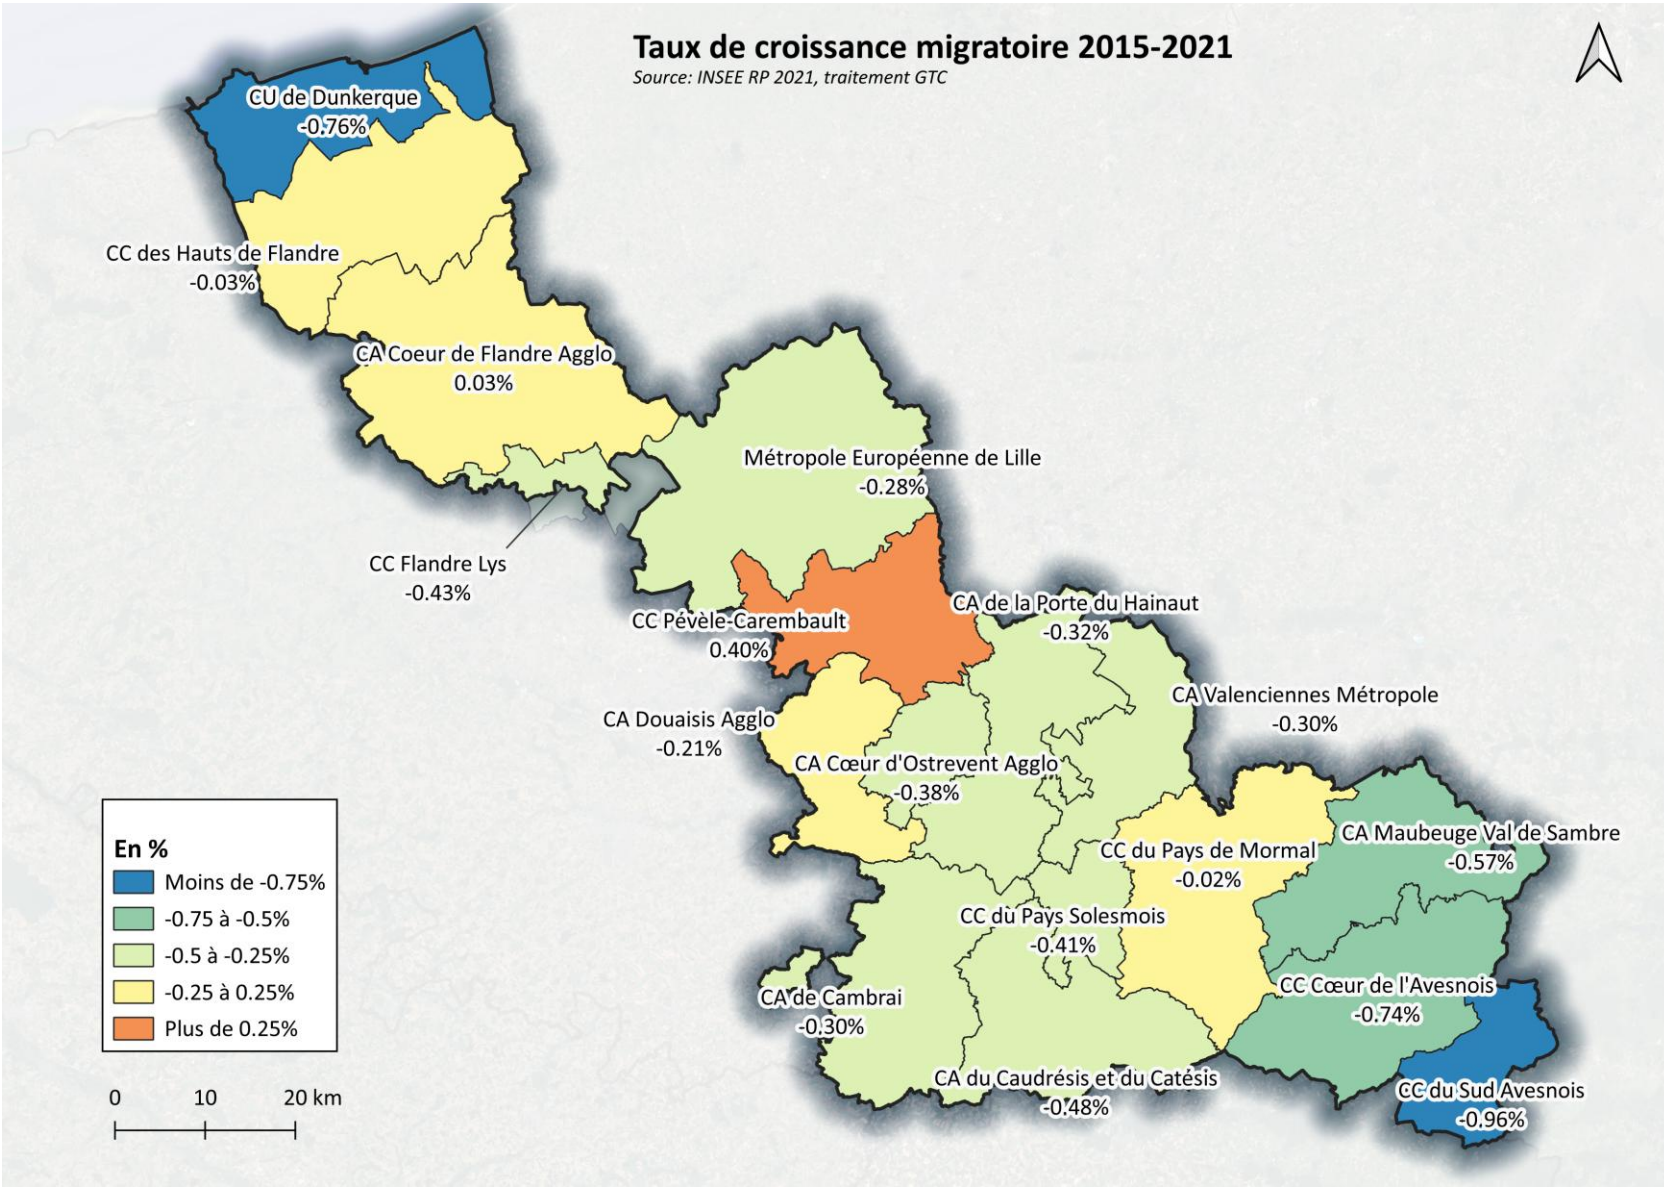 Taux de croissance migratoire 2015-2021
Source: INSEE RP 2021, traitement GTC
CU de Dunkerque
-0.76%
CC des Hauts de Flandre
-0.03%
CA Coeur de Flandre Agglo
0.03%
Métropole Européenne de Lille
-0.28%
CC Flandre Lys
-0.43%
CC Pévèle-Carembault
0.40%
CA de la Porte du Hainaut
-0.32%
CA Valenciennes Métropole
-0.30%
CA Douaisis Agglo
-0.21%
CA Cœur d'Ostrevent Agglo
-0.38%
CA Maubeuge Val de Sambre
-0.57%
CC du Pays de Mormal
-0.02%
CC du Pays Solesmois
-0.41%
CA de Cambrai
-0.30%
CC Cœur de l'Avesnois
-0.74%
CA du Caudrésis et du Catésis
-0.48%
CC du Sud Avesnois
-0.96%
En %
Moins de -0.75%
-0.75 à -0.5%
-0.5 à -0.25%
-0.25 à 0.25%
Plus de 0.25%
0 10 20 km